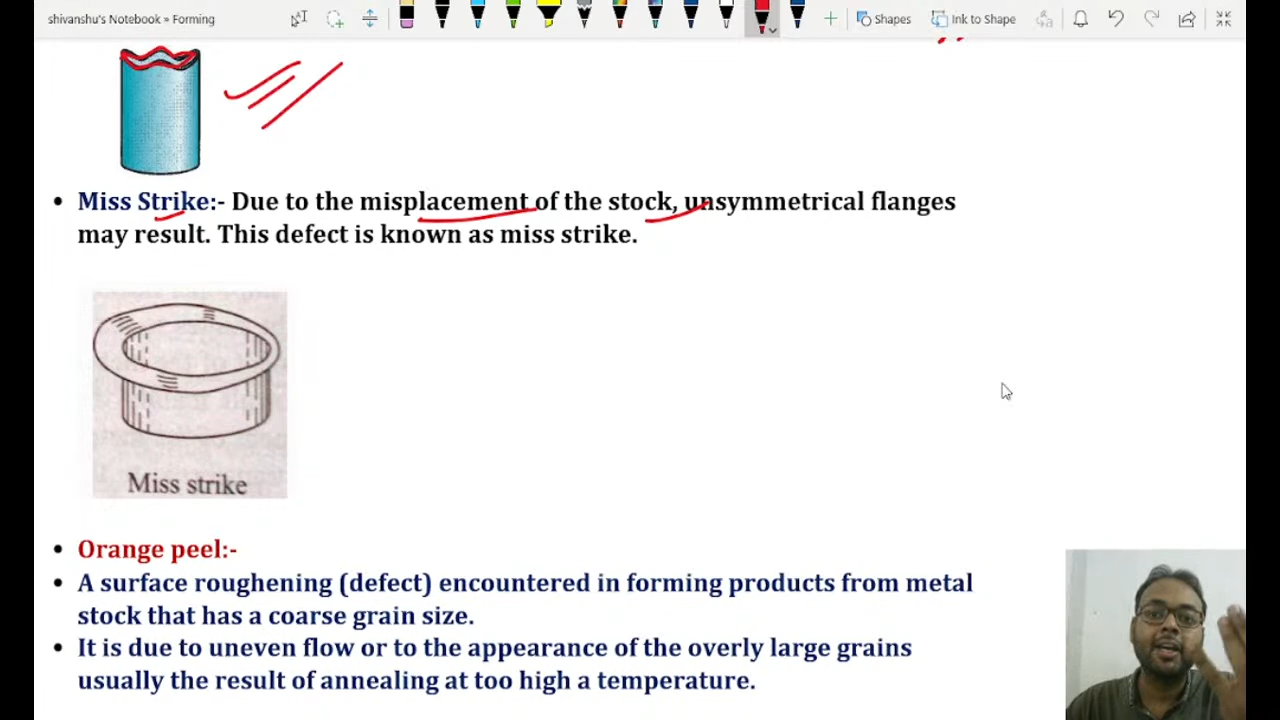 shivanshu's Notebook » Forming
Shapes
Ink to Shape
• Miss Strike:- Due to the misplacement of the stock, unsymmetrical flanges
may result. This defect is known as miss strike.
Miss strike
• Orange peel:-
• A surface roughening (defect) encountered in forming products from metal
stock that has a coarse grain size.
• It is due to uneven flow or to the appearance of the overly large grains
usually the result of annealing at too high a temperature.